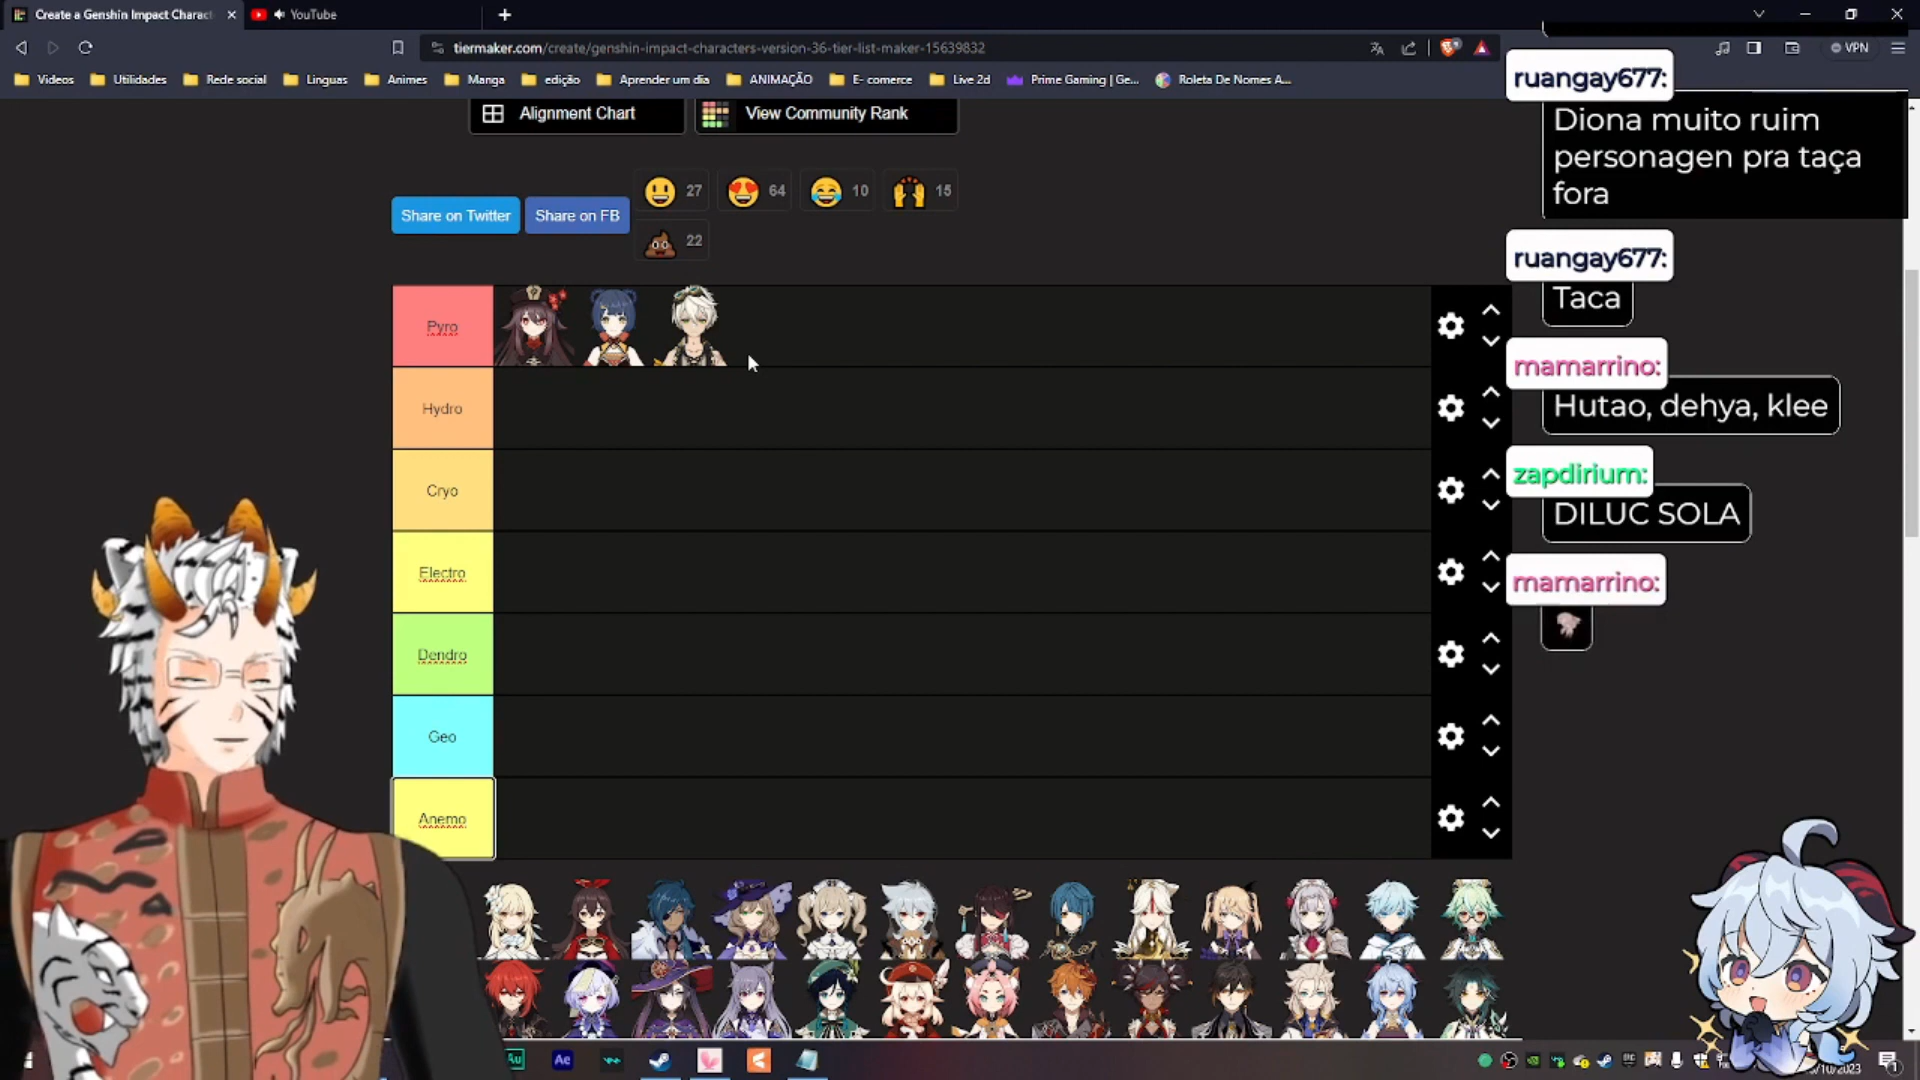 Create a Genshin Impact Charact
YouTube
tiermaker.com/create/genshin-impact-characters-version-36-tier-list-maker-15639832
VPN
Videos
Utilidades
Rede social
Linguas
Animes
Manga
edição
Aprender um dia
ANIMAÇÃO
E- comerce
Live 2d
Prime Gaming | Ge...
Roleta De Nomes A...
Alignment Chart
View Community Rank
Share on Twitter
Share on FB
27
64
10
15
22
Pyro
Hydro
Cryo
Electro
Dendro
Geo
Anemo
ruangay677:
Diona muito ruim
personagen pra taça
fora
ruangay677:
Taca
mamarrino:
Hutao, dehya, klee
zapdirium:
DILUC SOLA
mamarrino:
Au
Ae
/10/2023